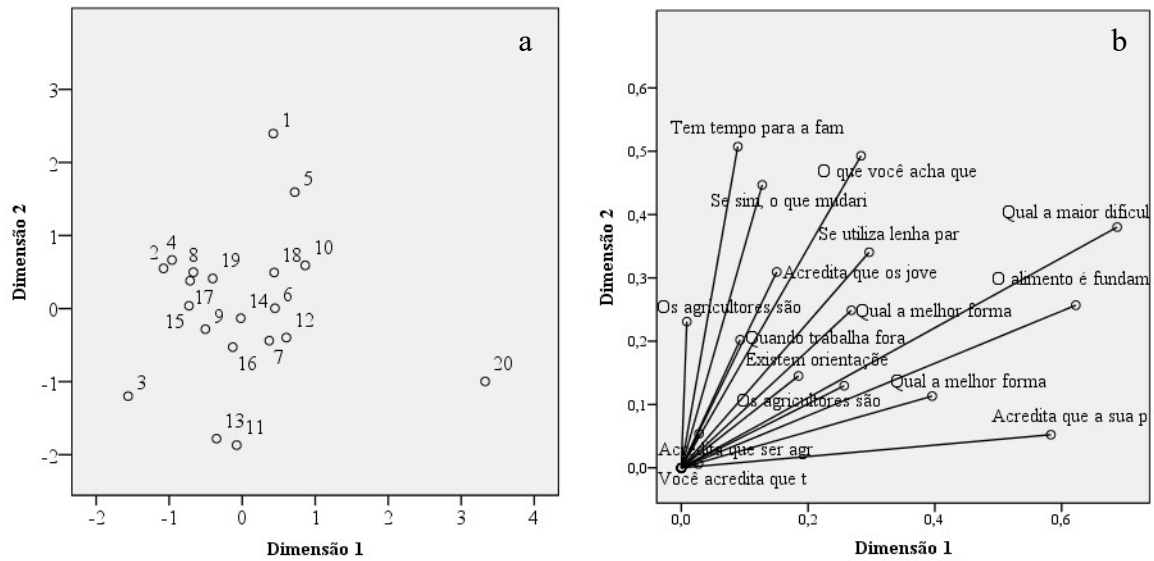 a
Dimensão 2
3
2
1
0
-1
-2
1
5
2
4
8
19
18
10
17
14
6
15
9
12
16
7
3
20
13
11
-2
-1
0
1
2
3
4
Dimensão 1
b
Dimensão 2
0,6
0,5
0,4
0,3
0,2
0,1
0,0
Tem tempo para a fam
O que você acha que
Se sim, o que mudari
Qual a maior dificul
Se utiliza lenha par
Acredita que os jove
O alimento é fundam
Os agricultores são
Qual a melhor forma
Quando trabalha fora
Existem orientaçõe
Qual a melhor forma
Os agricultores são
Acredita que a sua p
Acredita que ser agr
Você acredita que t
0,0
0,2
0,4
0,6
Dimensão 1